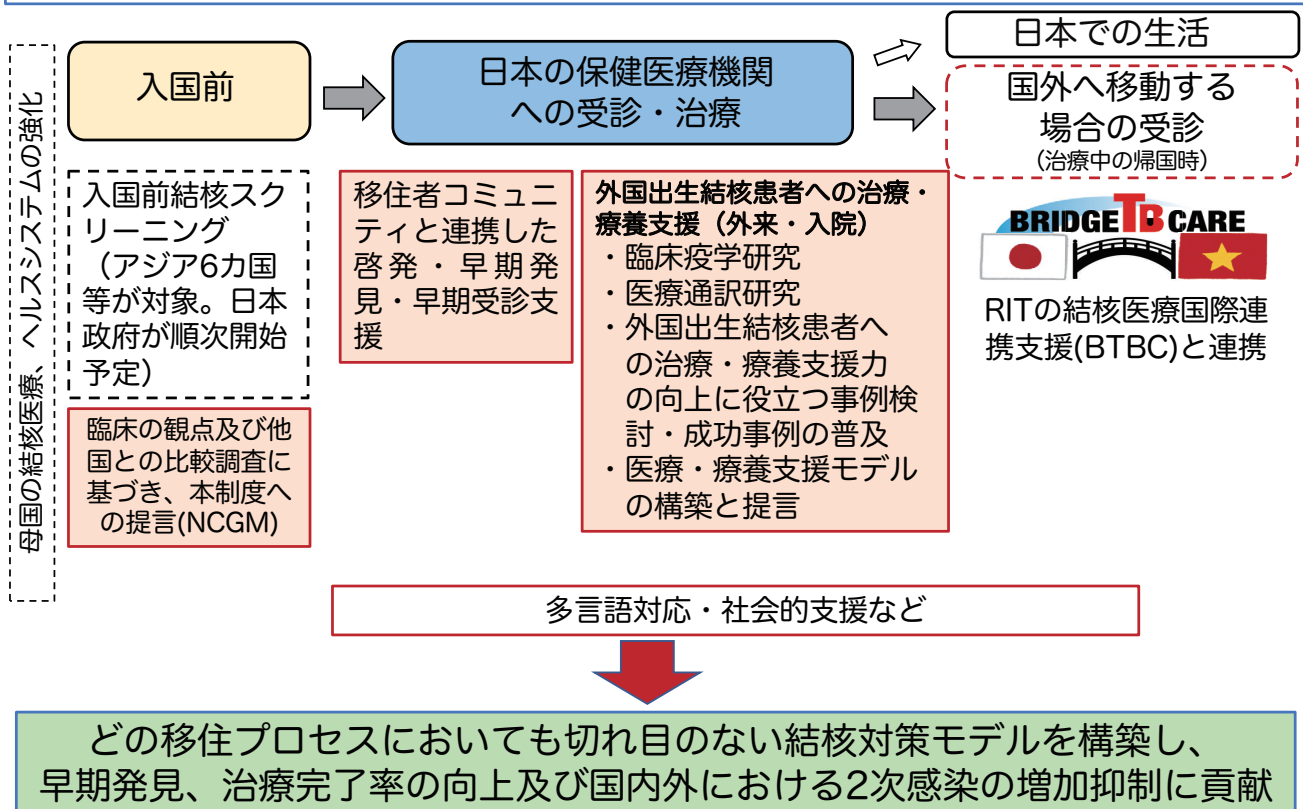 母国の結核医療、ヘルスシステムの強化
入国前
日本の保健医療機関
への受診・治療
日本での生活
国外へ移動する
場合の受診
(治療中の帰国時)
入国前結核スク
リーニング
（アジア6カ国
等が対象。日本
政府が順次開始
予定）
臨床の観点及び他
国との比較調査に
基づき、本制度へ
の提言(NCGM)
移住者コミュニ
ティと連携した
啓発・早期発
見・早期受診支
援
外国出生結核患者への治療・
療養支援（外来・入院）
・臨床疫学研究
・医療通訳研究
・外国出生結核患者へ
の治療・療養支援力
の向上に役立つ事例検
討・成功事例の普及
・医療・療養支援モデル
の構築と提言
BRIDGE TB CARE
RITの結核医療国際連
携支援(BTBC)と連携
多言語対応・社会的支援など
どの移住プロセスにおいても切れ目のない結核対策モデルを構築し、
早期発見、治療完了率の向上及び国内外における2次感染の増加抑制に貢献